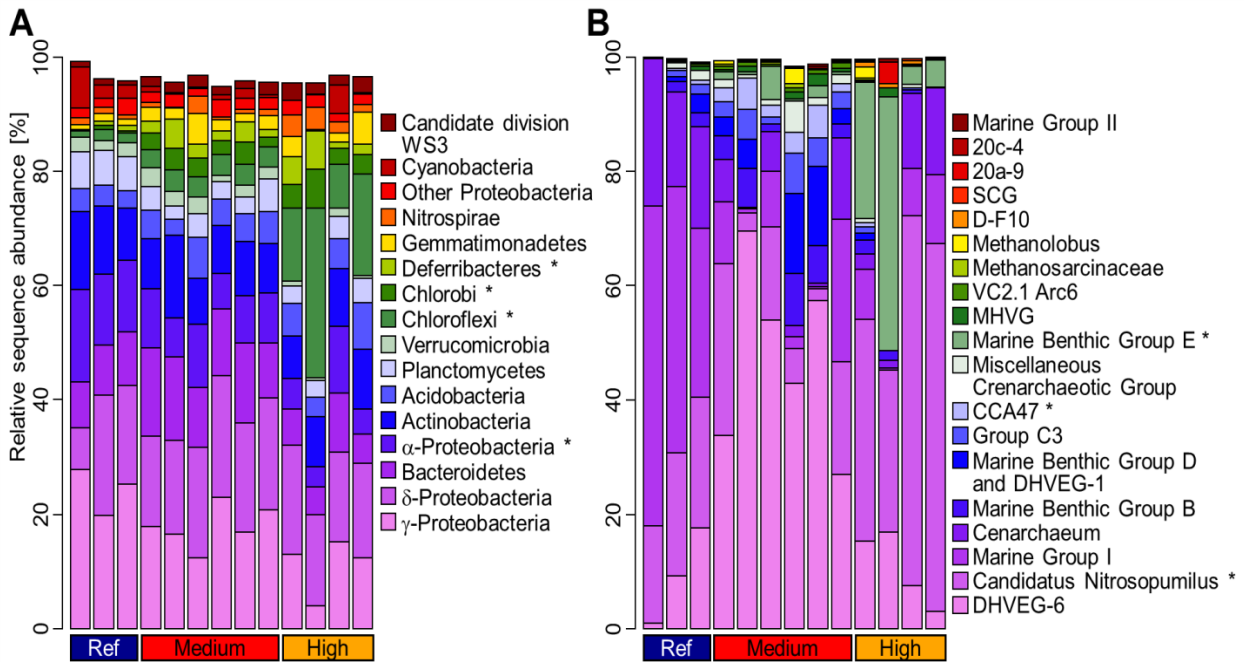 A
Relative sequence abundance [%]
100
80
60
40
20
0
Ref
Medium
High
Candidate division
WS3
Cyanobacteria
Other Proteobacteria
Nitrospirae
Gemmatimonadetes
Deferribacteres *
Chlorobi *
Chloroflexi *
Verrucomicrobia
Planctomycetes
Acidobacteria
Actinobacteria
α-Proteobacteria *
Bacteroidetes
δ-Proteobacteria
γ-Proteobacteria
B
100
80
60
40
20
0
Ref
Medium
High
Marine Group II
20c-4
20a-9
SCG
D-F10
Methanolobus
Methanosarcinaceae
VC2.1 Arc6
MHVG
Marine Benthic Group E *
Miscellaneous
Crenarchaeotic Group
CCA47 *
Group C3
Marine Benthic Group D
and DHVEG-1
Marine Benthic Group B
Cenarchaeum
Marine Group I
Candidatus Nitrosopumilus *
DHVEG-6